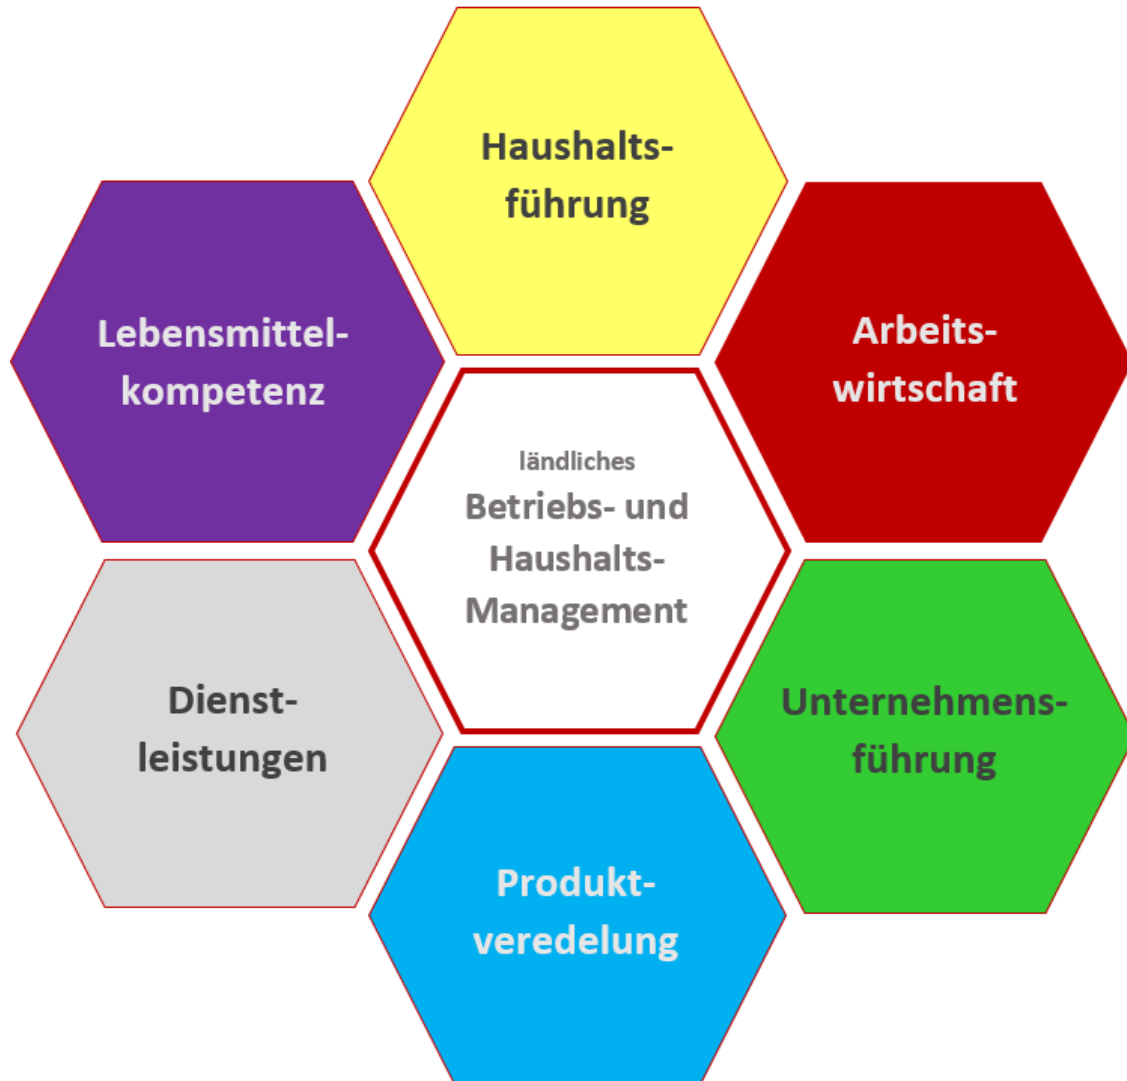 Haushalts-
führung
Lebensmittel-
kompetenz
Arbeits-
wirtschaft
ländliches
Betriebs- und
Haushalts-
Management
Dienst-
leistungen
Unternehmens-
führung
Produkt-
veredelung